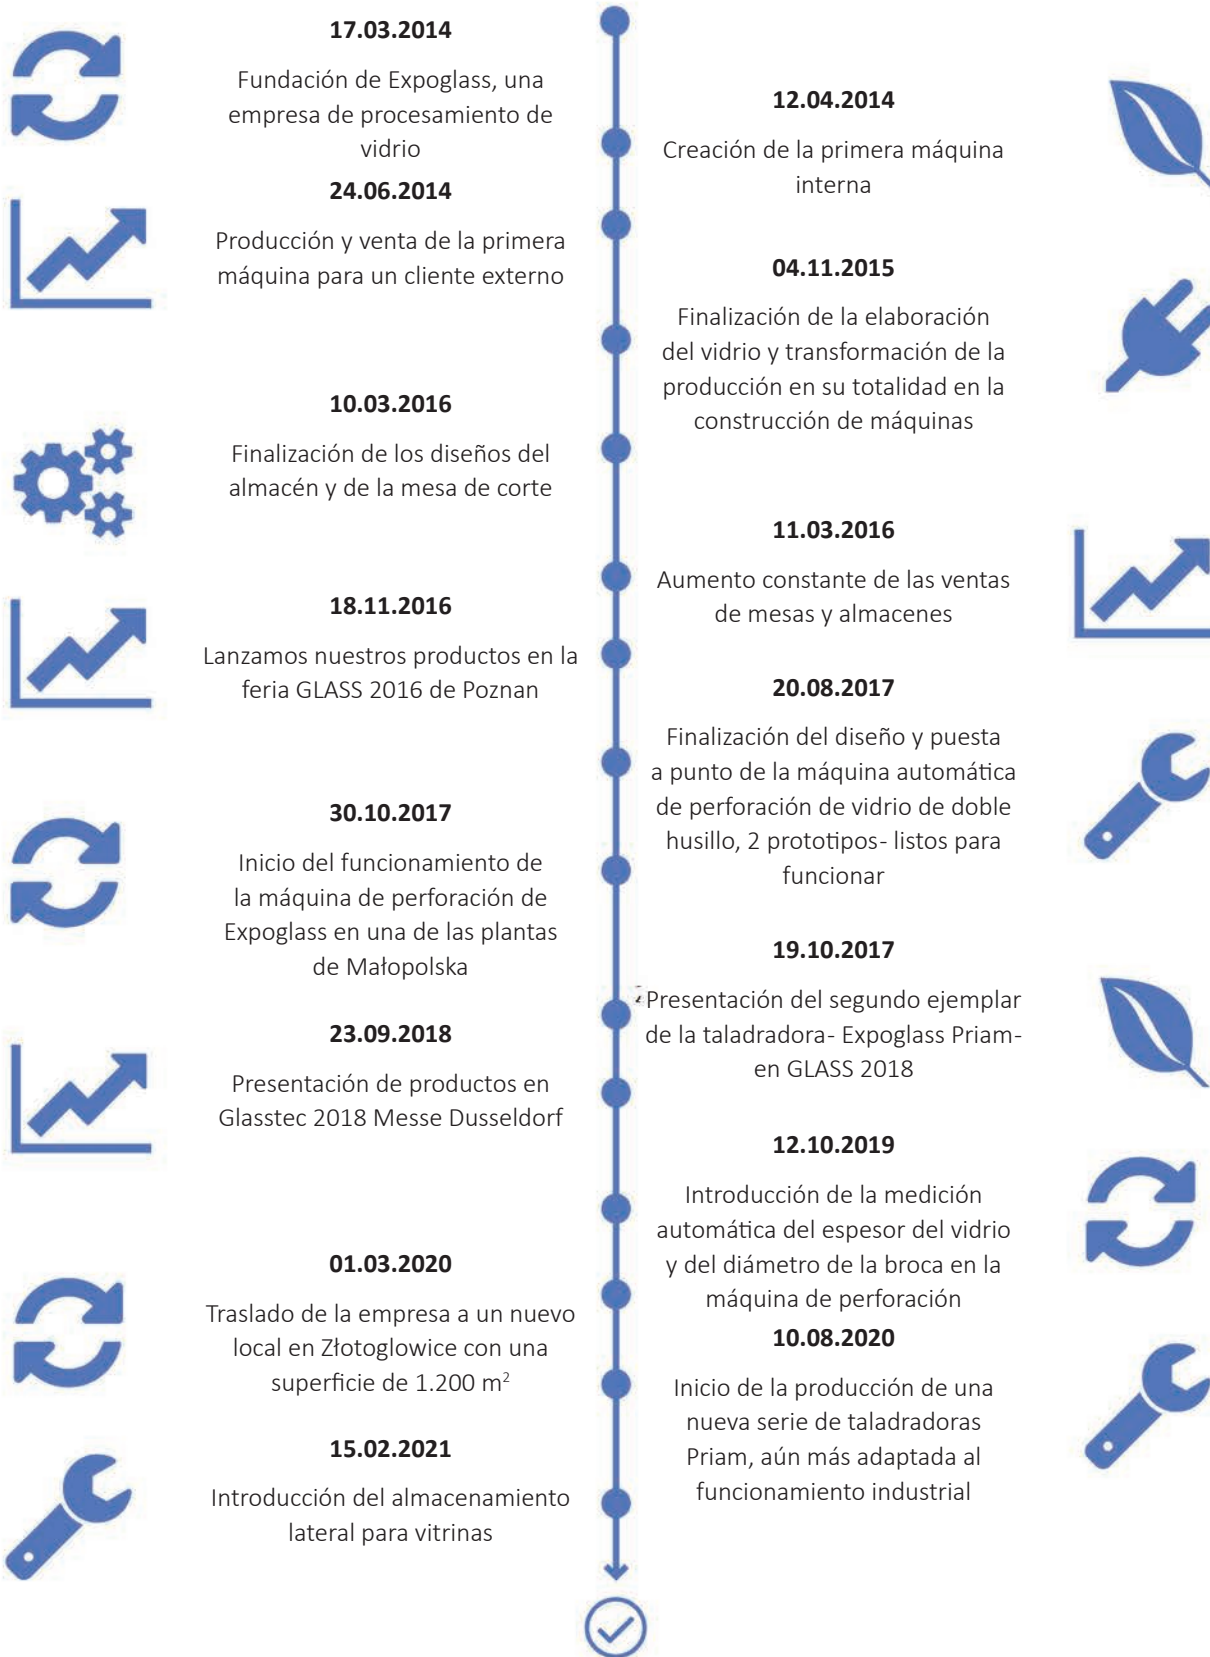 17.03.2014
Fundación de Expoglass, una
empresa de procesamiento de
vidrio
12.04.2014
Creación de la primera máquina
interna
24.06.2014
Producción y venta de la primera
máquina para un cliente externo
04.11.2015
Finalización de la elaboración
del vidrio y transformación de la
producción en su totalidad en la
construcción de máquinas
10.03.2016
Finalización de los diseños del
almacén y de la mesa de corte
11.03.2016
Aumento constante de las ventas
de mesas y almacenes
18.11.2016
Lanzamos nuestros productos en la
feria GLASS 2016 de Poznan
20.08.2017
Finalización del diseño y puesta
a punto de la máquina automática
de perforación de vidrio de doble
husillo, 2 prototipos- listos para
funcionar
30.10.2017
Inicio del funcionamiento de
la máquina de perforación de
Expoglass en una de las plantas
de Małopolska
19.10.2017
Presentación del segundo ejemplar
de la taladradora- Expoglass Priam-
en GLASS 2018
23.09.2018
Presentación de productos en
Glasstec 2018 Messe Dusseldorf
12.10.2019
Introducción de la medición
automática del espesor del vidrio
y del diámetro de la broca en la
máquina de perforación
01.03.2020
Traslado de la empresa a un nuevo
local en Złotoglowice con una
superficie de 1.200 m²
10.08.2020
Inicio de la producción de una
nueva serie de taladradoras
Priam, aún más adaptada al
funcionamiento industrial
15.02.2021
Introducción del almacenamiento
lateral para vitrinas